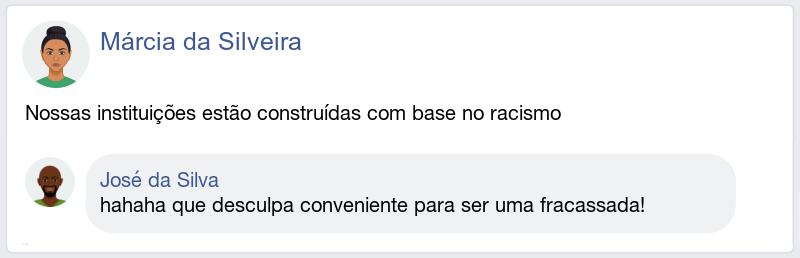 Márcia da Silveira
Nossas instituições estão construídas com base no racismo
José da Silva
hahaha que desculpa conveniente para ser uma fracassada!